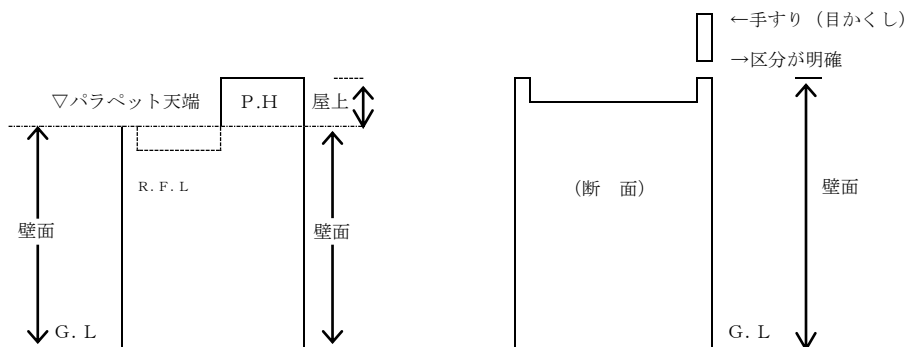 ←手すり（目かくし）
→区分が明確
▽パラペット天端
P.H
屋上
R.F.L
（断　面）
壁面
壁面
壁面
G.L
G.L